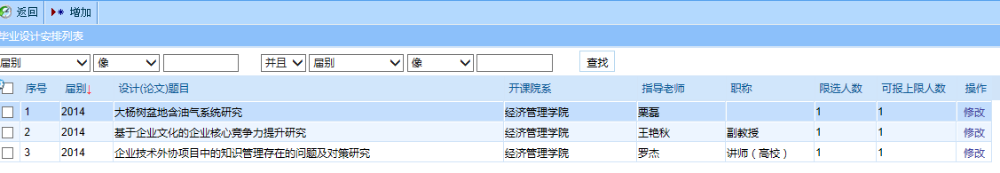 返回 增加
毕业设计安排列表
届别 像 并且 届别 像 查找
序号 届别↓ 设计(论文)题目 开课院系 指导老师 职称 限选人数 可报上限人数 操作
1 2014 大杨树盆地含油气系统研究 经济管理学院 栗磊 1 1 修改
2 2014 基于企业文化的企业核心竞争力提升研究 经济管理学院 王艳秋 副教授 1 1 修改
3 2014 企业技术外协项目中的知识管理存在的问题及对策研究 经济管理学院 罗杰 讲师（高校） 1 1 修改